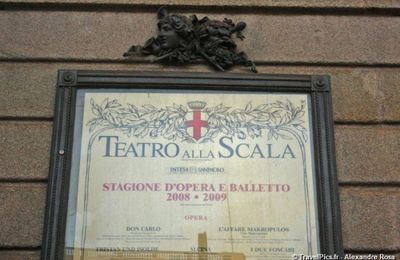 TEATRO ALLA SCALA
INTESA SANPAOLO
STAGIONE D'OPERA E BALLETTO
2008 • 2009
OPERA
DON CARLO L'AFFARE MAKROPULOS
TRISTAN UND ISOLDE ALCINA I DUE FOSCARI
© TravelPics.fr - Alexandre Rosa